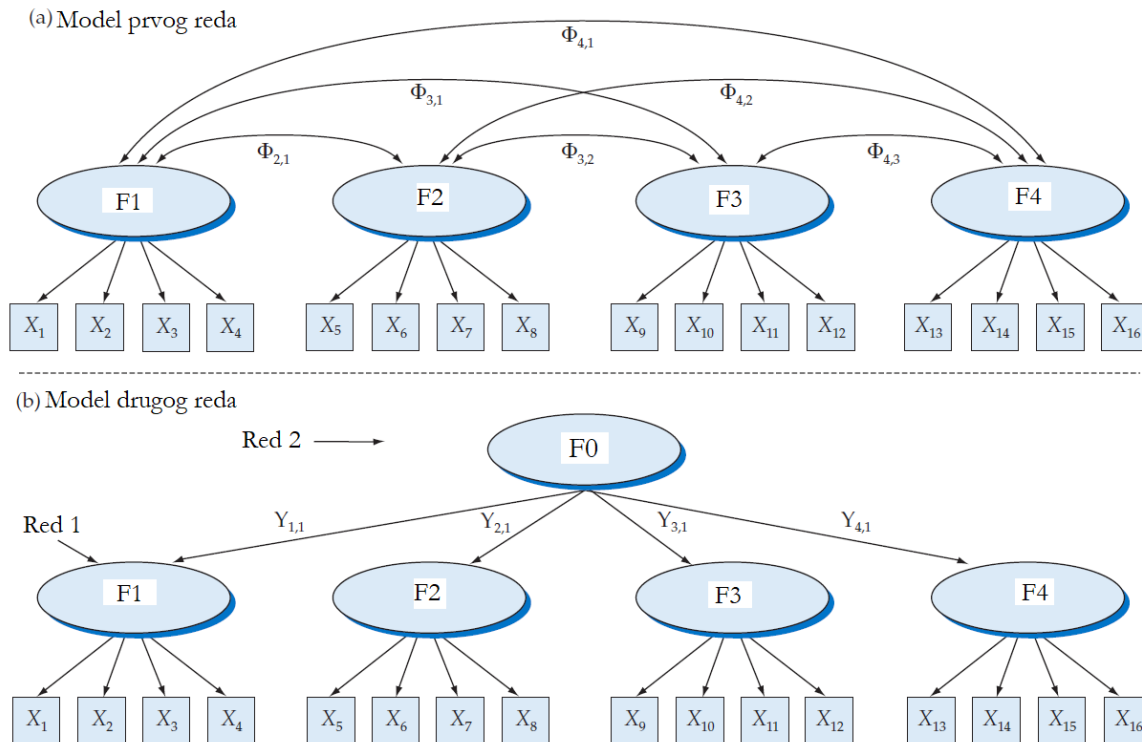 (a) Model prvog reda
Φ4,1
Φ3,1 Φ4,2
Φ2,1 Φ3,2 Φ4,3
F1 F2 F3 F4
X1 X2 X3 X4 X5 X6 X7 X8 X9 X10 X11 X12 X13 X14 X15 X16
(b) Model drugog reda
Red 2 F0
Red 1 Y1,1 Y2,1 Y3,1 Y4,1
F1 F2 F3 F4
X1 X2 X3 X4 X5 X6 X7 X8 X9 X10 X11 X12 X13 X14 X15 X16